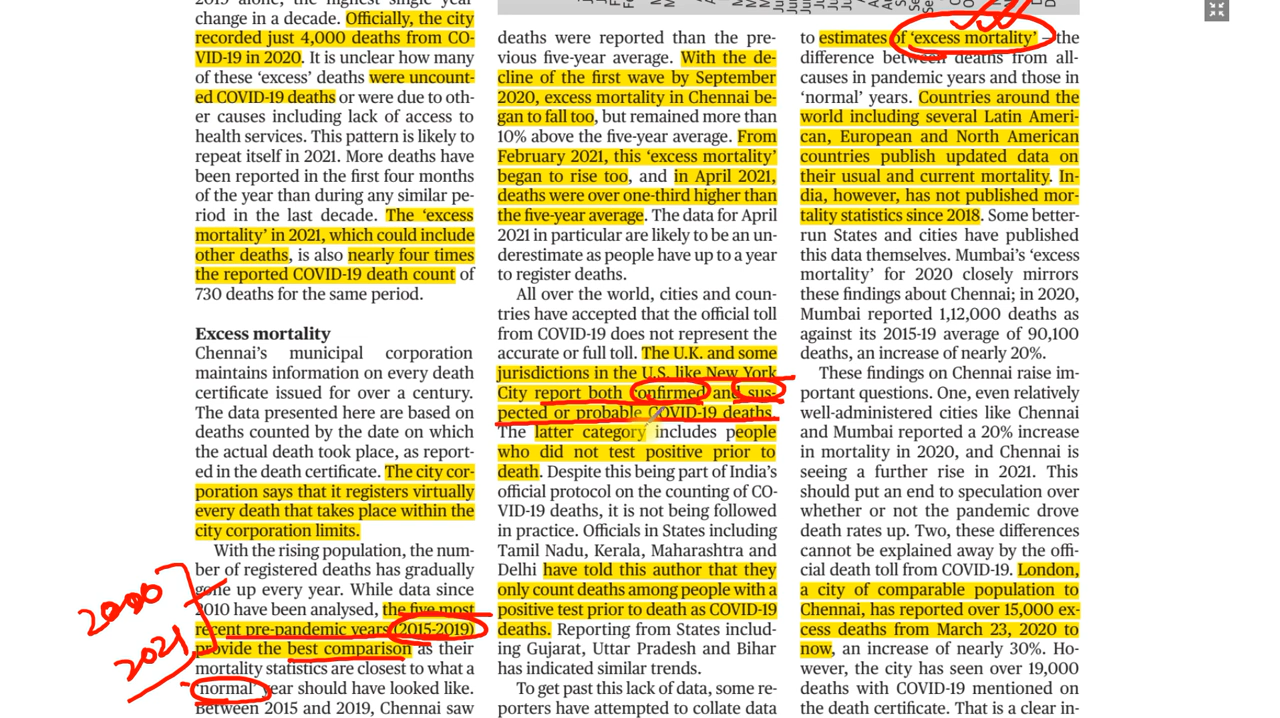 2019 alone, the highest single year
change in a decade. Officially, the city
recorded just 4,000 deaths from CO-
VID-19 in 2020. It is unclear how many
of these ‘excess’ deaths were uncount-
ed COVID-19 deaths or were due to oth-
er causes including lack of access to
health services. This pattern is likely to
repeat itself in 2021. More deaths have
been reported in the first four months
of the year than during any similar pe-
riod in the last decade. The ‘excess
mortality’ in 2021, which could include
other deaths, is also nearly four times
the reported COVID-19 death count of
730 deaths for the same period.
Excess mortality
Chennai’s municipal corporation
maintains information on every death
certificate issued for over a century.
The data presented here are based on
deaths counted by the date on which
the actual death took place, as report-
ed in the death certificate. The city cor-
poration says that it registers virtually
every death that takes place within the
city corporation limits.
With the rising population, the num-
ber of registered deaths has gradually
gone up every year. While data since
2010 have been analysed, the five most
recent pre-pandemic years (2015-2019)
provide the best comparison as their
mortality statistics are closest to what a
‘normal’ year should have looked like.
Between 2015 and 2019, Chennai saw
2000
2021
deaths were reported than the pre-
vious five-year average. With the de-
cline of the first wave by September
2020, excess mortality in Chennai be-
gan to fall too, but remained more than
10% above the five-year average. From
February 2021, this ‘excess mortality’
began to rise too, and in April 2021,
deaths were over one-third higher than
the five-year average. The data for April
2021 in particular are likely to be an un-
derestimate as people have up to a year
to register deaths.
All over the world, cities and coun-
tries have accepted that the official toll
from COVID-19 does not represent the
accurate or full toll. The U.K. and some
jurisdictions in the U.S. like New York
City report both onfirmed and sus-
pected or probable COVID-19 deaths.
The latter category includes people
who did not test positive prior to
death. Despite this being part of India’s
official protocol on the counting of CO-
VID-19 deaths, it is not being followed
in practice. Officials in States including
Tamil Nadu, Kerala, Maharashtra and
Delhi have told this author that they
only count deaths among people with a
positive test prior to death as COVID-19
deaths. Reporting from States includ-
ing Gujarat, Uttar Pradesh and Bihar
has indicated similar trends.
To get past this lack of data, some re-
porters have attempted to collate data
to estimates of ‘excess mortality’ – the
difference between deaths from all-
causes in pandemic years and those in
‘normal’ years. Countries around the
world including several Latin Ameri-
can, European and North American
countries publish updated data on
their usual and current mortality. In-
dia, however, has not published mor-
tality statistics since 2018. Some better-
run States and cities have published
this data themselves. Mumbai’s ‘excess
mortality’ for 2020 closely mirrors
these findings about Chennai; in 2020,
Mumbai reported 1,12,000 deaths as
against its 2015-19 average of 90,100
deaths, an increase of nearly 20%.
These findings on Chennai raise im-
portant questions. One, even relatively
well-administered cities like Chennai
and Mumbai reported a 20% increase
in mortality in 2020, and Chennai is
seeing a further rise in 2021. This
should put an end to speculation over
whether or not the pandemic drove
death rates up. Two, these differences
cannot be explained away by the offi-
cial death toll from COVID-19. London,
a city of comparable population to
Chennai, has reported over 15,000 ex-
cess deaths from March 23, 2020 to
now, an increase of nearly 30%. Ho-
wever, the city has seen over 19,000
deaths with COVID-19 mentioned on
the death certificate. That is a clear in-